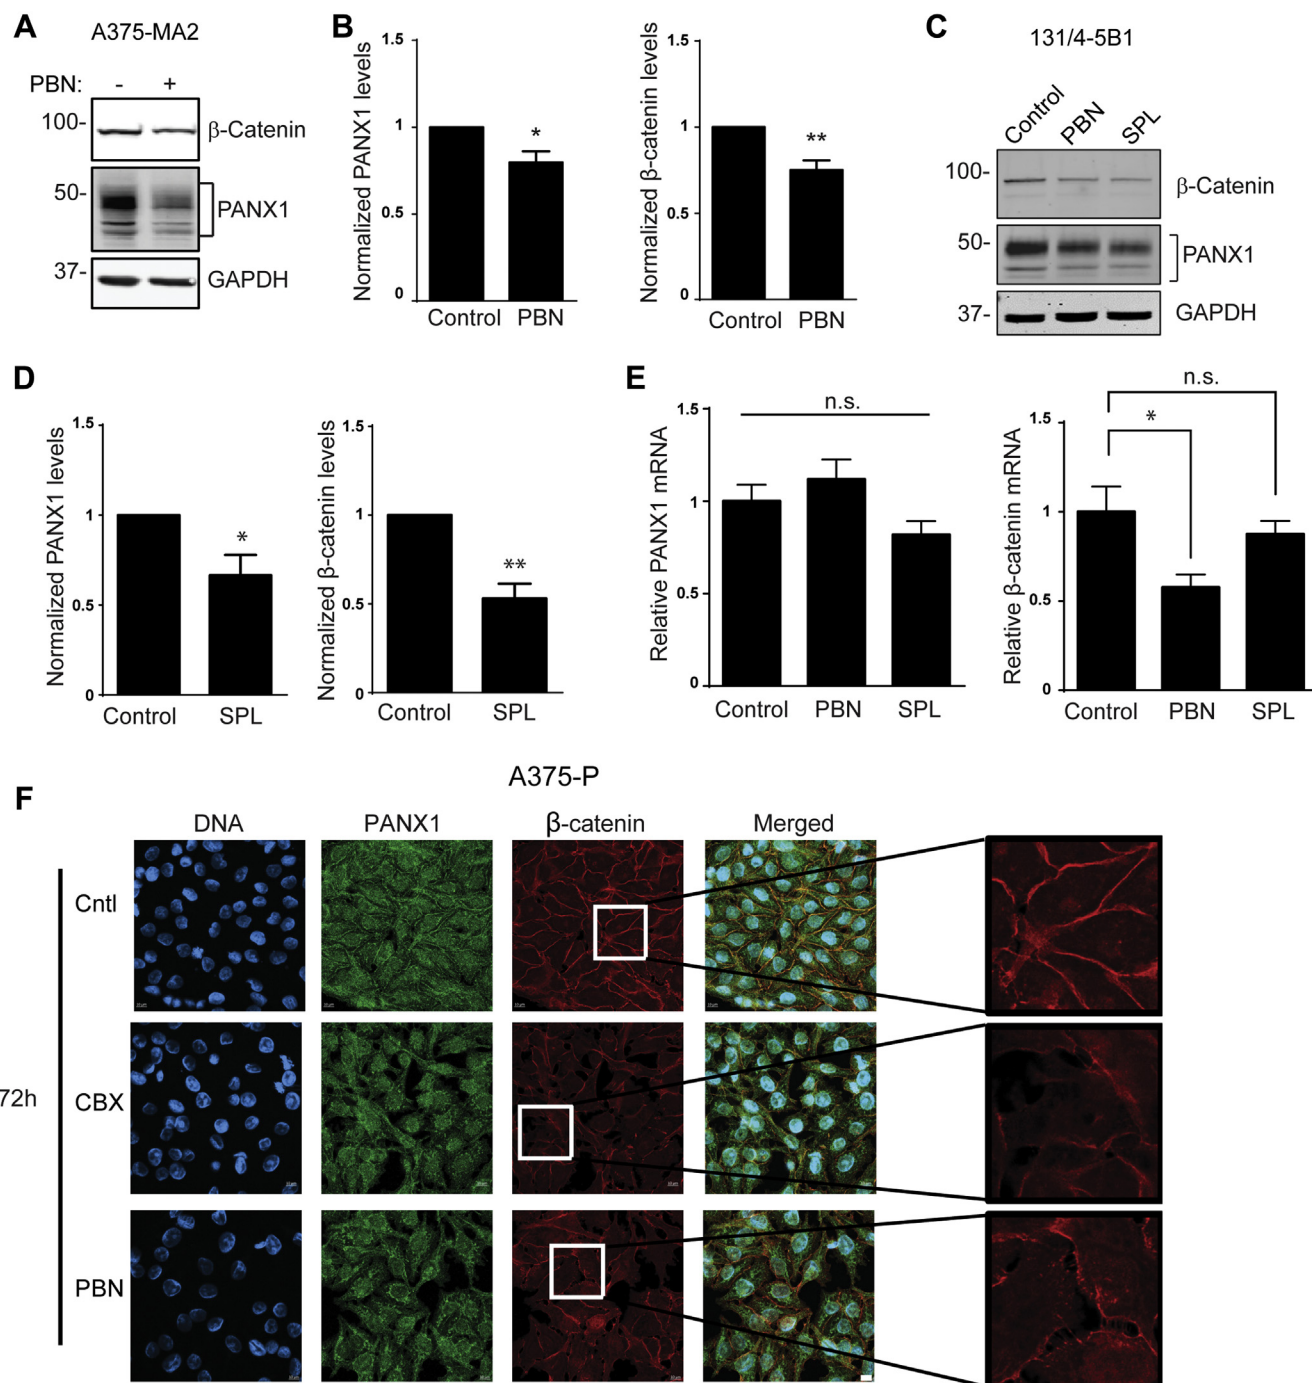 A
A375-MA2
PBN: - +
100-
β-Catenin
50-
PANX1
37-
GAPDH
B
Normalized PANX1 levels
1.5
1
0.5
0
*
Control PBN
Normalized β-catenin levels
1.5
1
0.5
0
**
Control PBN
C
131/4-5B1
Control PBN SPL
100-
β-Catenin
50-
PANX1
37-
GAPDH
D
Normalized PANX1 levels
1.5
1
0.5
0
*
Control SPL
Normalized β-catenin levels
1.5
1
0.5
0
**
Control SPL
E
Relative PANX1 mRNA
1.5
1
0.5
0
n.s.
Control PBN SPL
Relative β-catenin mRNA
1.5
1
0.5
0
n.s.
*
Control PBN SPL
F
A375-P
DNA PANX1 β-catenin Merged
72h
Cntl
CBX
PBN